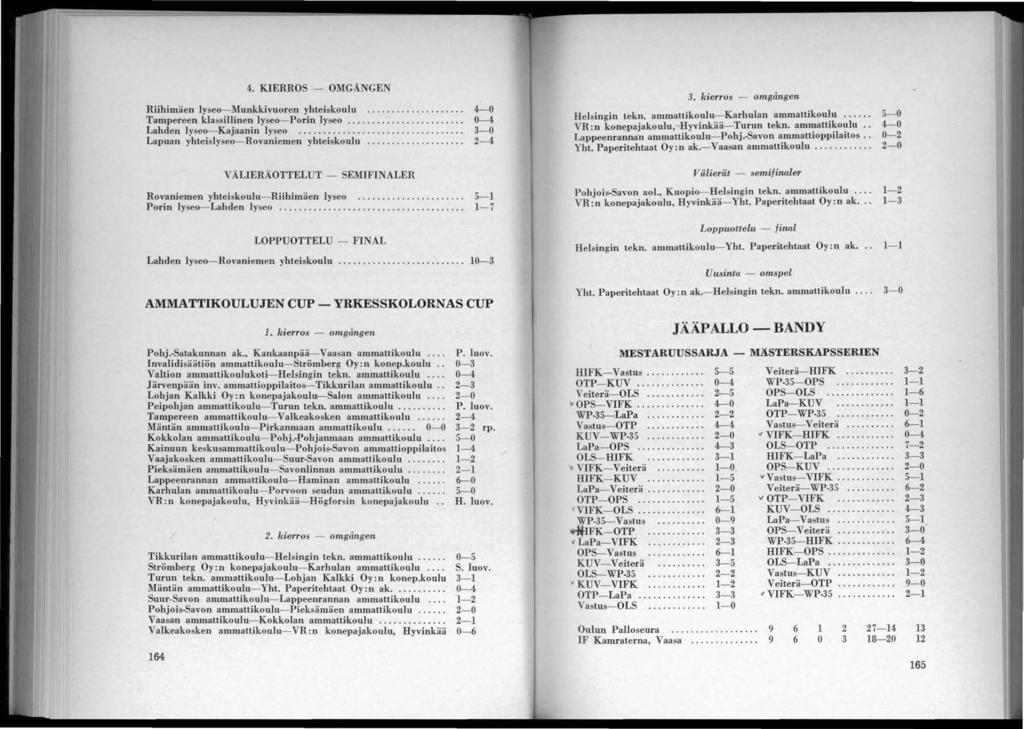 4. KIERROS — OMGÅNGEN
Riihimäen lyseo—Munkkivuoren yhteiskoulu .................... 4—0
Tampereen klassillinen lyseo—Porin lyseo ........................ 0—4
Lahden lyseo—Kajaanin lyseo .................................. 3—0
Lapuan yhteislyseo—Rovaniemen yhteiskoulu .................... 2—4
VÄLIERÄOTTELUT — SEMIFINALER
Rovaniemen yhteiskoulu—Riihimäen lyseo ...................... 5—1
Porin lyseo—Lahden lyseo ...................................... 1—7
LOPPUOTTELU — FINAL
Lahden lyseo—Rovaniemen yhteiskoulu .......................... 10—3
AMMATTIKOULUJEN CUP — YRKESSKOLORNAS CUP
1. kierros — omgången
Pohj.-Satakunnan ak., Kankaanpää—Vaasan ammattikoulu .... P. luov.
Invalidisäätiön ammattikoulu—Strömberg Oy:n konep.koulu .. 0—3
Valtion ammattikoulukoti—Helsingin tekn. ammattikoulu .... 0—4
Järvenpään inv. ammattioppilaitos—Tikkurilan ammattikoulu .. 2—3
Lohjan Kalkki Oy:n konepajakoulu—Salon ammattikoulu .... 2—0
Peipohjan ammattikoulu—Turun tekn. ammattikoulu .......... P. luov.
Tampereen ammattikoulu—Valkeakosken ammattikoulu ...... 2—4
Mäntän ammattikoulu—Pirkanmaan ammattikoulu ...... 0—0 3—2 rp.
Kokkolan ammattikoulu—Pohj.-Pohjanmaan ammattikoulu .... 5—0
Kainuun keskusammattikoulu—Pohjois-Savon ammattioppilaitos 1—4
Vaajakosken ammattikoulu—Suur-Savon ammattikoulu ........ 1—2
Pieksämäen ammattikoulu—Savonlinnan ammattikoulu ...... 2—1
Lappeenrannan ammattikoulu—Haminan ammattikoulu ...... 6—0
Karhulan ammattikoulu—Porvoon seudun ammattikoulu ...... 5—0
VR:n konepajakoulu, Hyvinkää—Högforsin konepajakoulu .. H. luov.
2. kierros — omgången
Tikkurilan ammattikoulu—Helsingin tekn. ammattikoulu ...... 0—5
Strömberg Oy:n konepajakoulu—Karhulan ammattikoulu .... S. luov.
Turun tekn. ammattikoulu—Lohjan Kalkki Oy:n konep.koulu 3—1
Mäntän ammattikoulu—Yht. Paperitehtaat Oy:n ak. .......... 0—4
Suur-Savon ammattikoulu—Lappeenrannan ammattikoulu .... 1—2
Pohjois-Savon ammattikoulu—Pieksämäen ammattikoulu ...... 2—0
Vaasan ammattikoulu—Kokkolan ammattikoulu .............. 2—1
Valkeakosken ammattikoulu—VR:n konepajakoulu, Hyvinkää 0—6
164
3. kierros — omgången
Helsingin tekn. ammattikoulu—Karhulan ammattikoulu ...... 5—0
VR:n konepajakoulu, Hyvinkää—Turun tekn. ammattikoulu .. 4—0
Lappeenrannan ammattikoulu—Pohj.-Savon ammattioppilaitos .. 0—2
Yht. Paperitehtaat Oy:n ak.—Vaasan ammattikoulu ............ 2—0
Välierät — semifinaler
Pohjois-Savon aol., Kuopio—Helsingin tekn. ammattikoulu .... 1—2
VR:n konepajakoulu, Hyvinkää—Yht. Paperitehtaat Oy:n ak. .. 1—3
Loppuottelu — final
Helsingin tekn. ammattikoulu—Yht. Paperitehtaat Oy:n ak. .. 1—1
Uusinta — omspel
Yht. Paperitehtaat Oy:n ak.—Helsingin tekn. ammattikoulu .... 3—0
JÄÄPALLO — BANDY
MESTARUUSSARJA — MÄSTERSKAPSSERIEN
HIFK—Vastus ............ 5—5
OTP—KUV .............. 0—4
Veiterä—OLS ............ 2—5
OPS—VIFK .............. 4—0
WP-35—LaPa ............ 2—2
Vastus—OTP ............ 4—4
KUV—WP-35 ............ 2—0
LaPa—OPS .............. 4—3
OLS—HIFK .............. 3—1
VIFK—Veiterä .......... 1—0
HIFK—KUV .............. 1—5
LaPa—Veiterä ............ 2—0
OTP—OPS .............. 1—5
VIFK—OLS .............. 6—1
WP-35—Vastus .......... 0—9
HIFK—OTP .............. 3—3
LaPa—VIFK .............. 2—3
OPS—Vastus ............ 6—1
KUV—Veiterä ............ 3—5
OLS—WP-35 ............ 2—2
KUV—VIFK .............. 1—2
OTP—LaPa .............. 3—3
Vastus—OLS ............ 1—0
Veiterä—HIFK .......... 3—2
WP-35—OPS ............ 1—1
OPS—OLS .............. 1—6
LaPa—KUV ............ 1—1
OTP—WP-35 ............ 0—2
Vastus—Veiterä .......... 6—1
VIFK—HIFK ............ 0—4
OLS—OTP .............. 7—2
HIFK—LaPa ............ 3—3
OPS—KUV .............. 2—0
Vastus—VIFK .......... 5—1
Veiterä—WP-35 .......... 6—2
OTP—VIFK ............ 2—3
KUV—OLS .............. 4—3
LaPa—Vastus ............ 5—1
OPS—Veiterä ............ 3—0
WP-35—HIFK ............ 6—4
HIFK—OPS .............. 1—2
OLS—LaPa .............. 3—0
Vastus—KUV ............ 1—2
Veiterä—OTP ............ 9—0
VIFK—WP-35 ............ 2—1
Oulun Palloseura .................. 9 6 1 2 27—14 13
IF Kamraterna, Vaasa .............. 9 6 0 3 18—20 12
165